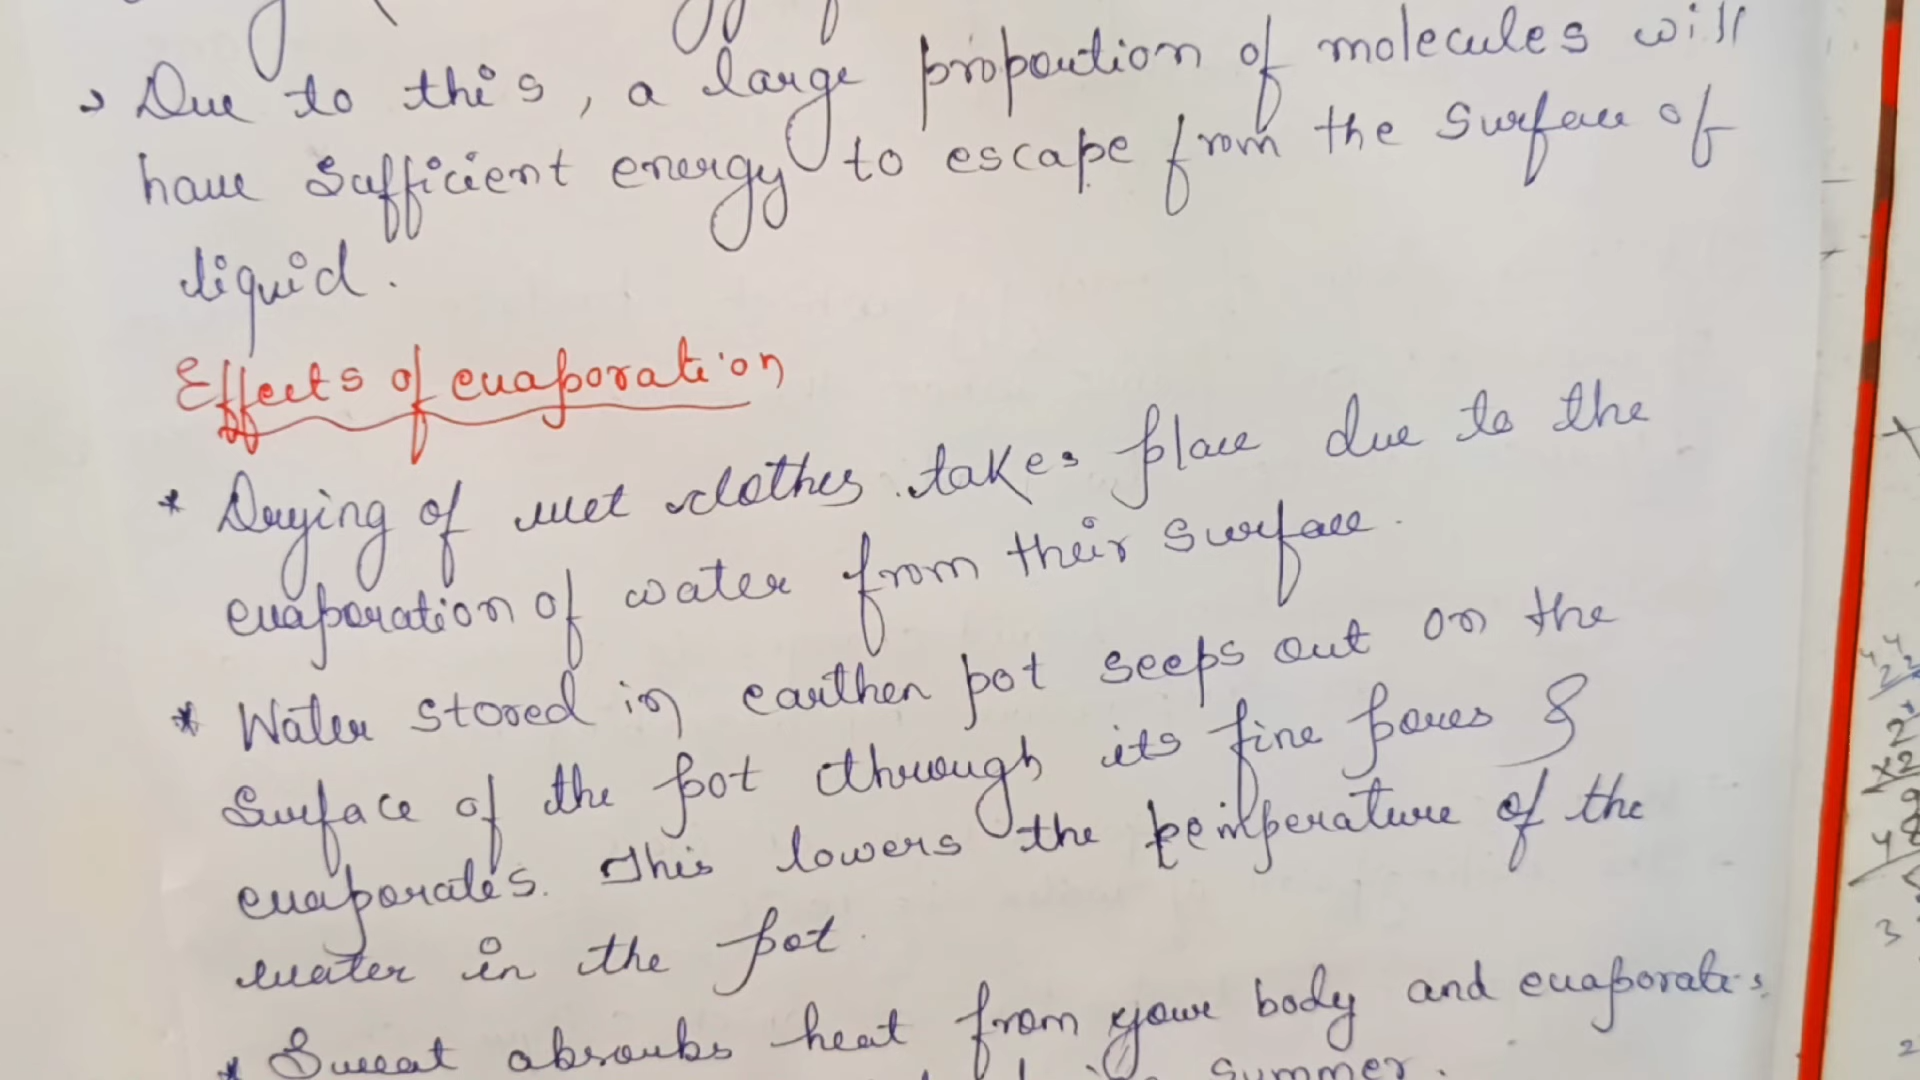 Due to this, a large proportion of molecules will
have sufficient energy to escape from the surface of
liquid.
Effects of evaporation
* Drying of wet clothes takes place due to the
evaporation of water from their surface.
* Water stored in earthen pot seeps out on the
surface of the pot through its fine pores &
evaporates. This lowers the temperature of the
water in the pot.
* Sweat absorbs heat from your body and evaporates.
summer.